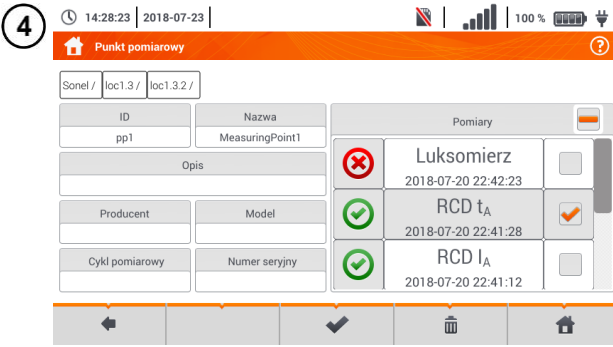 4
14:28:23 2018-07-23 100 %
Punkt pomiarowy ?
Sonel / loc1.3 / loc1.3.2 /
ID Nazwa Pomiary
pp1 MeasuringPoint1
Luksomierz
2018-07-20 22:42:23
Opis
RCD tA
2018-07-20 22:41:28
Producent Model
RCD IA
2018-07-20 22:41:12
Cykl pomiarowy Numer seryjny